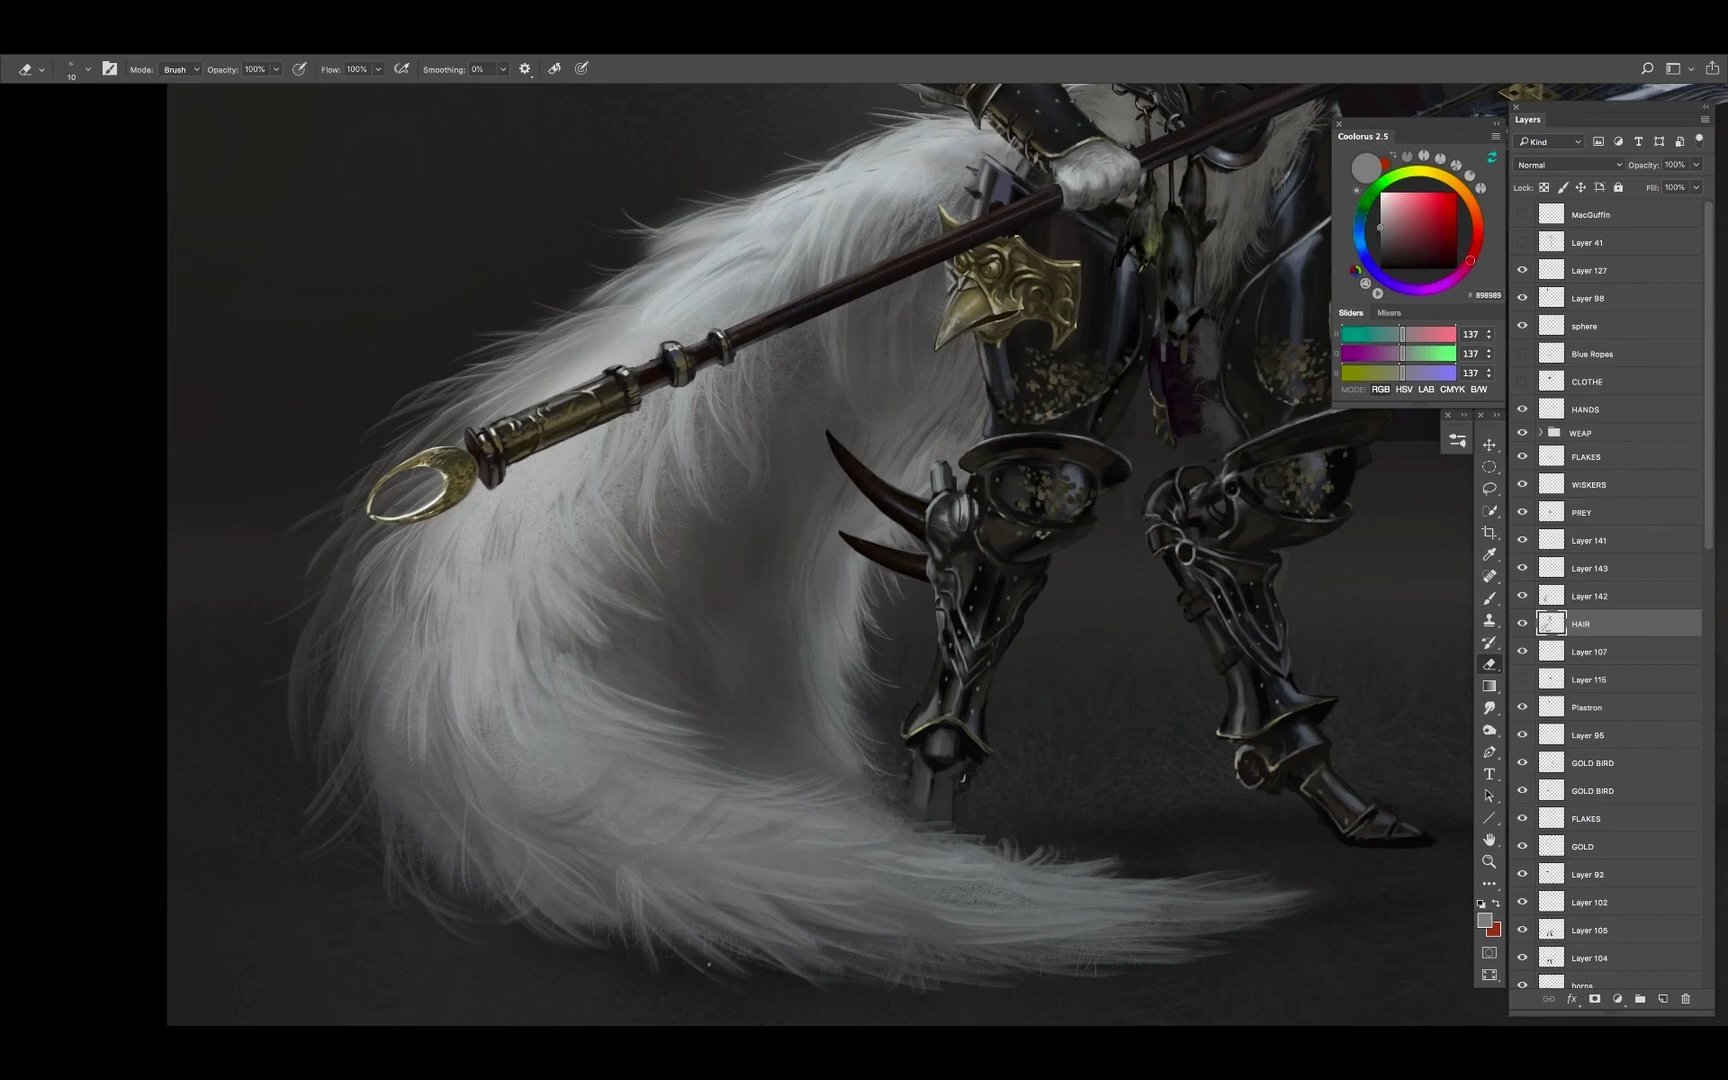 10
Mode: Brush
Opacity: 100%
Flow: 100%
Smoothing: 0%
Layers
Kind
Normal
Opacity: 100%
Lock:
Fill: 100%
Coolorus 2.5
# 898989
Sliders
Mixers
R
137
G
137
B
137
MODE: RGB HSV LAB CMYK B/W
MacGuffin
Layer 41
Layer 127
Layer 98
sphere
Blue Ropes
CLOTHE
HANDS
WEAP
FLAKES
WISKERS
PREY
Layer 141
Layer 143
Layer 142
HAIR
Layer 107
Layer 115
Plastron
Layer 95
GOLD BIRD
GOLD BIRD
FLAKES
GOLD
Layer 92
Layer 102
Layer 105
Layer 104
horns
fx